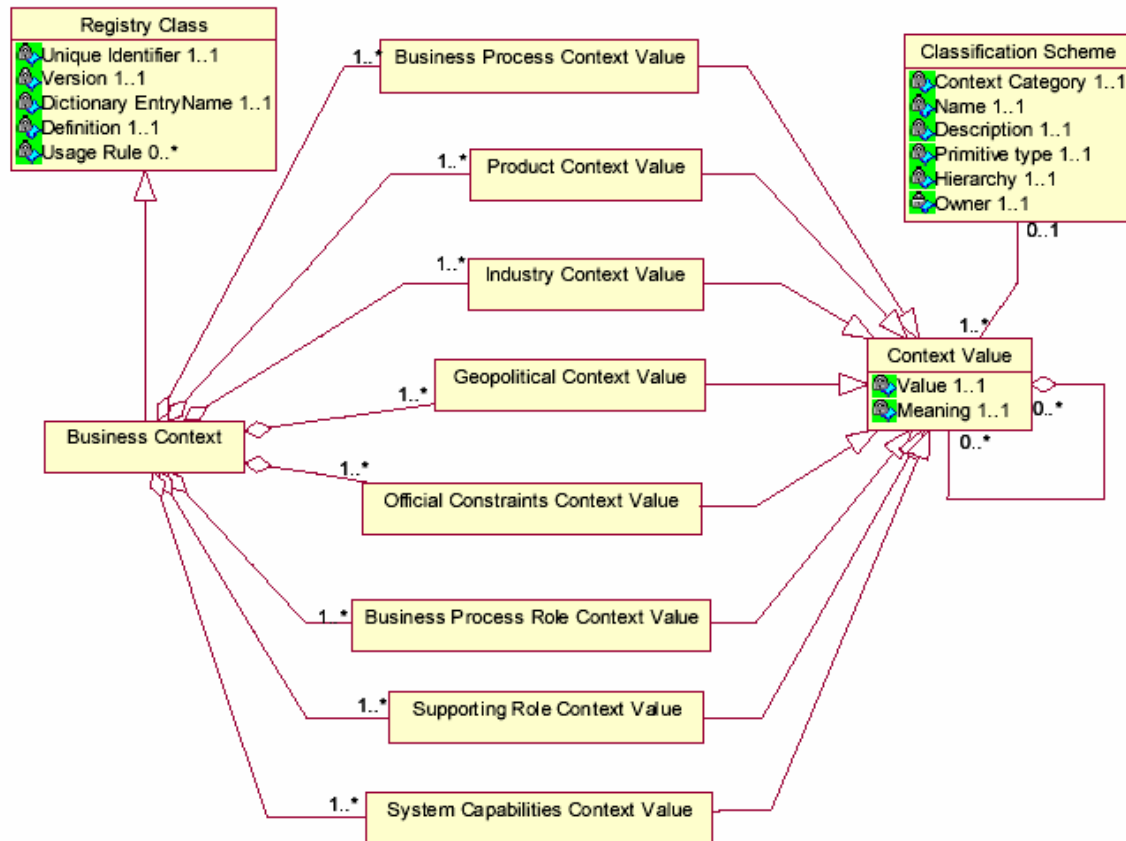 Registry Class
Unique Identifier 1..1
Version 1..1
Dictionary EntryName 1..1
Definition 1..1
Usage Rule 0..*
1..*
Business Process Context Value
Classification Scheme
Context Category 1..1
Name 1..1
Description 1..1
Primitive type 1..1
Hierarchy 1..1
Owner 1..1
0..1
1..*
Product Context Value
1..*
Industry Context Value
1..*
Context Value
Value 1..1
Meaning 1..1
0..*
0..*
Geopolitical Context Value
1..*
Business Context
1..*
Official Constraints Context Value
1..*
Business Process Role Context Value
1..*
Supporting Role Context Value
1..*
System Capabilities Context Value